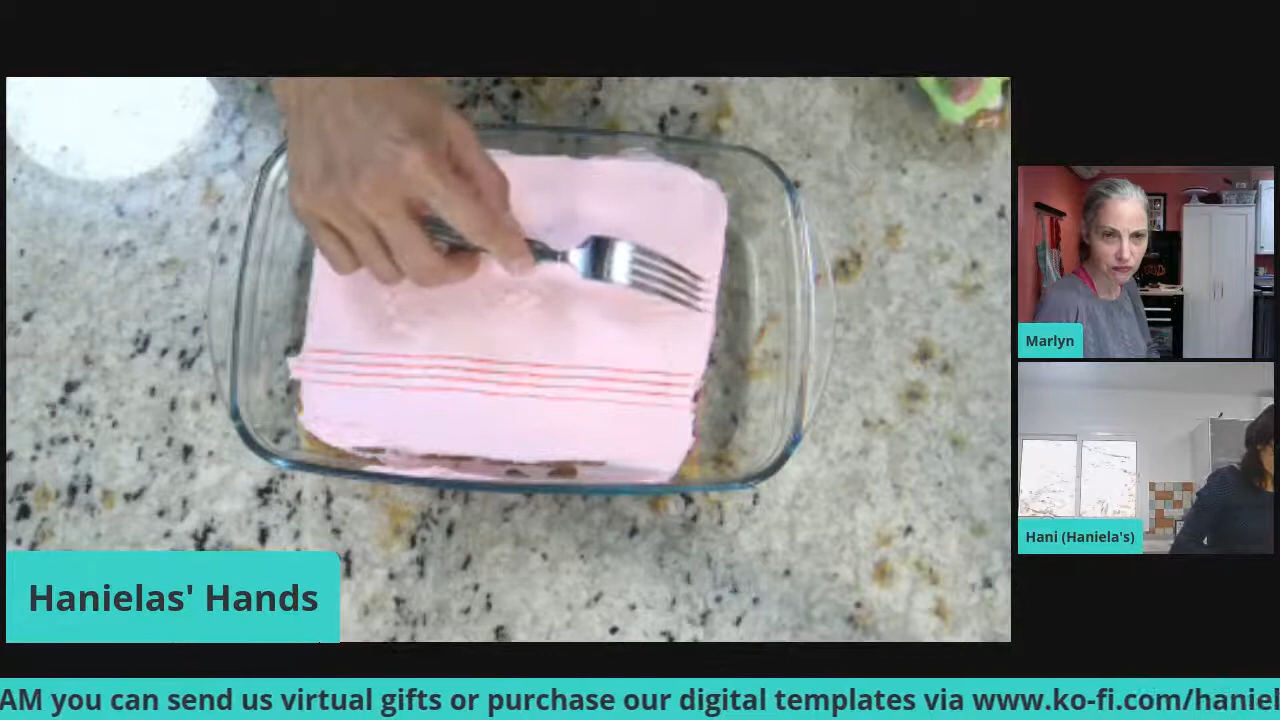 Marlyn
Hani (Haniela's)
Hanielas' Hands
AM you can send us virtual gifts or purchase our digital templates via www.ko-fi.com/haniel